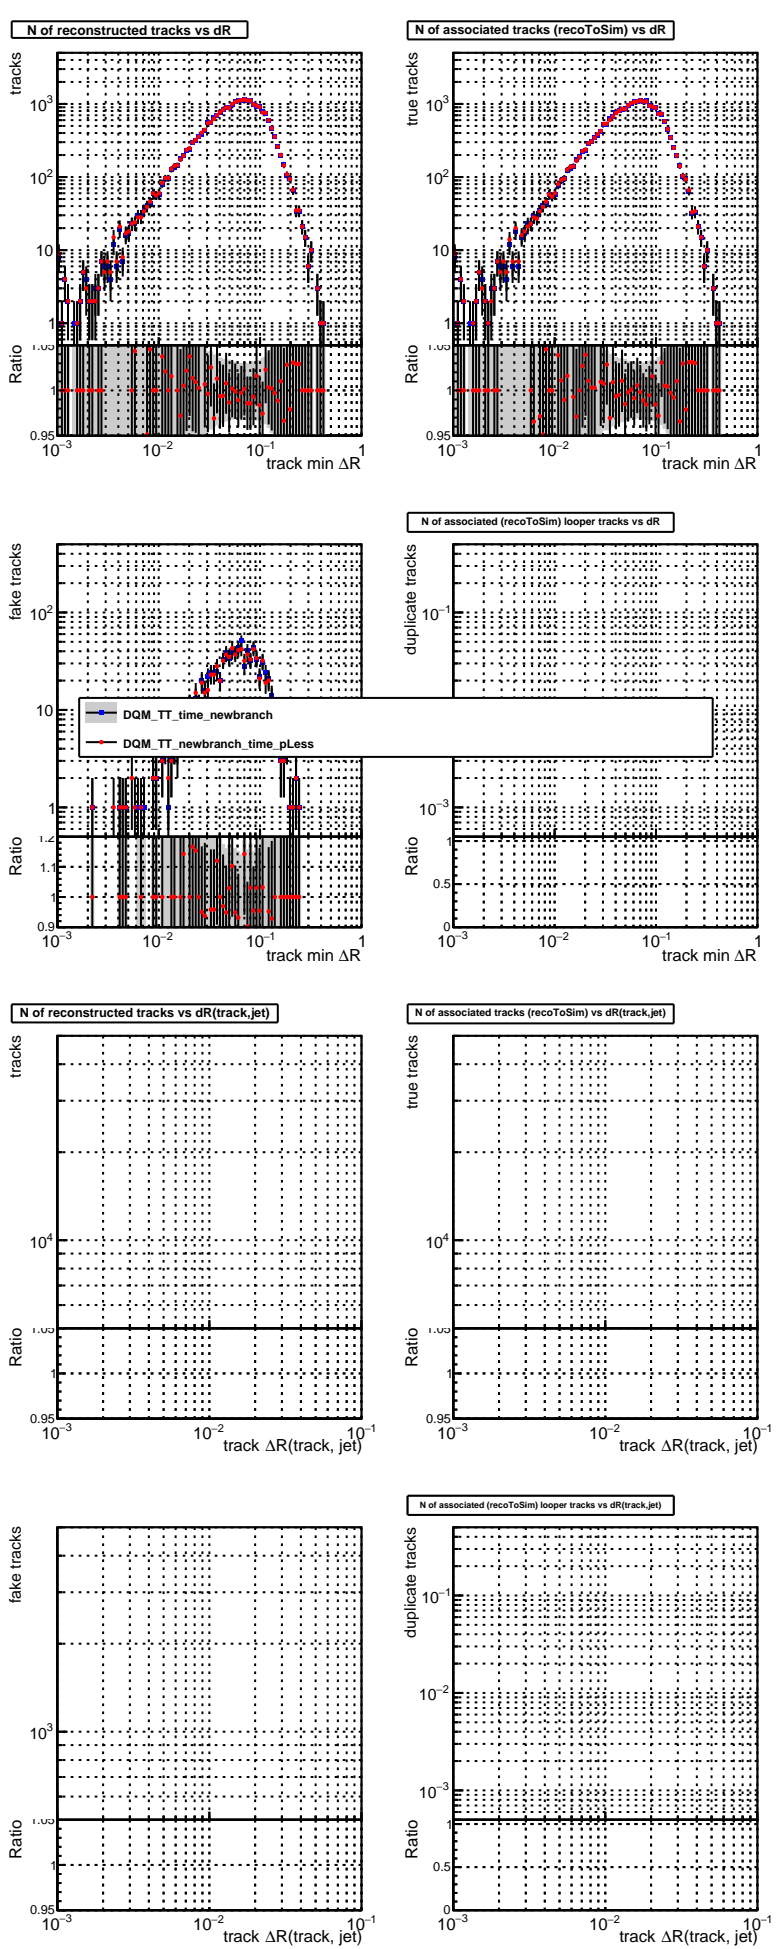 N of reconstructed tracks vs dR
tracks
10³
10²
10
1
1.05
Ratio
1
0.95
10⁻³ 10⁻² 10⁻¹ 1
track min ΔR
N of associated tracks (recoToSim) vs dR
true tracks
10³
10²
10
1
1.05
Ratio
1
0.95
10⁻³ 10⁻² 10⁻¹ 1
track min ΔR
fake tracks
10²
10
1
1.2
Ratio
1.1
1
0.9
10⁻³ 10⁻² 10⁻¹ 1
track min ΔR
N of associated (recoToSim) looper tracks vs dR
duplicate tracks
10⁻¹
10⁻³
Ratio
1
0.5
0
10⁻³ 10⁻² 10⁻¹ 1
track min ΔR
DQM_TT_time_newbranch
DQM_TT_newbranch_time_pLess
N of reconstructed tracks vs dR(track,jet)
tracks
10⁴
1.05
Ratio
1
0.95
10⁻³ 10⁻² 10⁻¹
track ΔR(track, jet)
N of associated tracks (recoToSim) vs dR(track,jet)
true tracks
10⁴
1.05
Ratio
1
0.95
10⁻³ 10⁻² 10⁻¹
track ΔR(track, jet)
fake tracks
10³
1.05
Ratio
1
0.95
10⁻³ 10⁻² 10⁻¹
track ΔR(track, jet)
N of associated (recoToSim) looper tracks vs dR(track,jet)
duplicate tracks
10⁻¹
10⁻²
10⁻³
Ratio
1
0.5
0
10⁻³ 10⁻² 10⁻¹
track ΔR(track, jet)